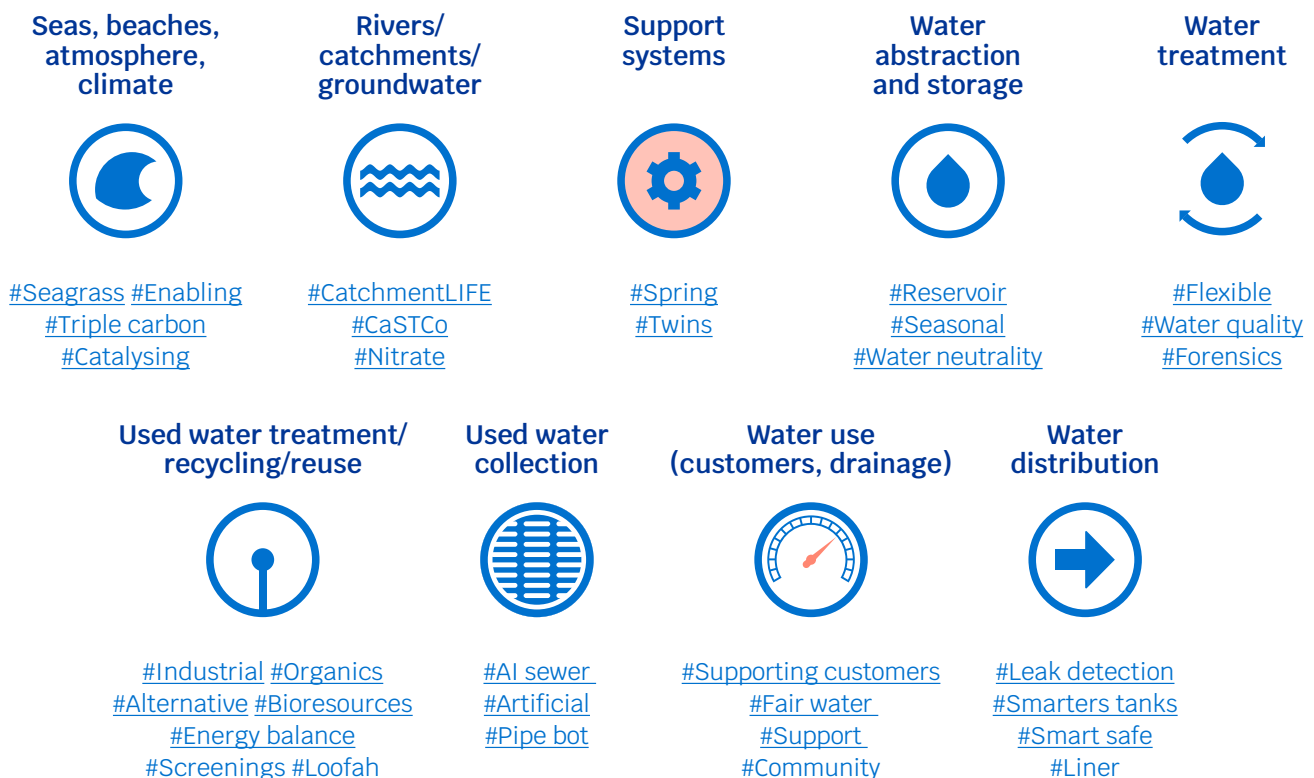 Seas, beaches,
atmosphere,
climate
#Seagrass #Enabling
#Triple carbon
#Catalysing
Rivers/
catchments/
groundwater
#CatchmentLIFE
#CaSTCo
#Nitrate
Support
systems
#Spring
#Twins
Water
abstraction
and storage
#Reservoir
#Seasonal
#Water neutrality
Water
treatment
#Flexible
#Water quality
#Forensics
Used water treatment/
recycling/reuse
#Industrial #Organics
#Alternative #Bioresources
#Energy balance
#Screenings #Loofah
Used water
collection
#AI sewer
#Artificial
#Pipe bot
Water use
(customers, drainage)
#Supporting customers
#Fair water
#Support
#Community
Water
distribution
#Leak detection
#Smarters tanks
#Smart safe
#Liner